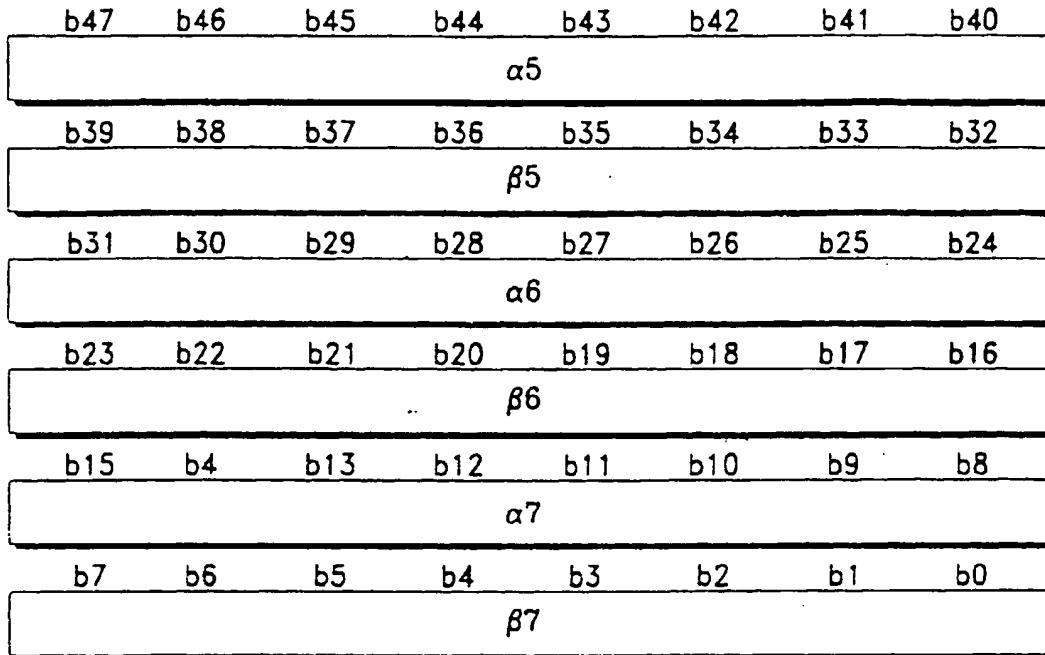 b47 b46 b45 b44 b43 b42 b41 b40
α5
b39 b38 b37 b36 b35 b34 b33 b32
β5
b31 b30 b29 b28 b27 b26 b25 b24
α6
b23 b22 b21 b20 b19 b18 b17 b16
β6
b15 b4 b13 b12 b11 b10 b9 b8
α7
b7 b6 b5 b4 b3 b2 b1 b0
β7